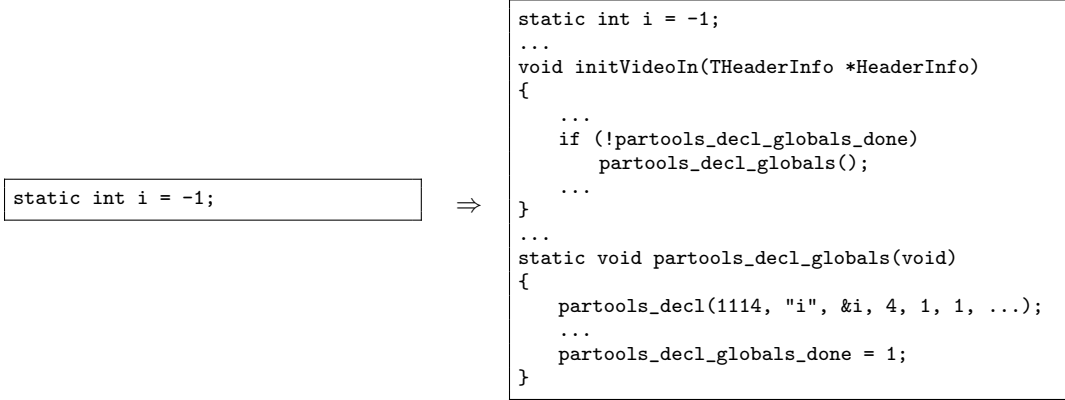 static int i = -1;
⇒
static int i = -1;
...
void initVideoIn(THeaderInfo *HeaderInfo)
{
    ...
    if (!partools_decl_globals_done)
        partools_decl_globals();
    ...
}
...
static void partools_decl_globals(void)
{
    partools_decl(1114, "i", &i, 4, 1, 1, ...);
    ...
    partools_decl_globals_done = 1;
}